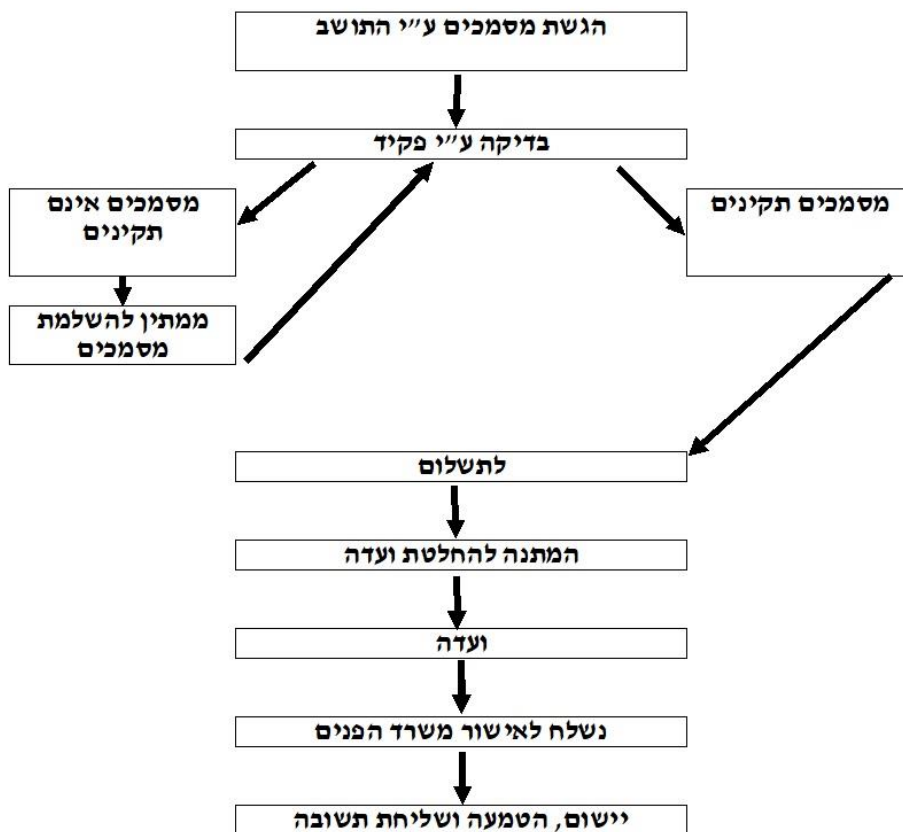 הגשת מסמכים ע״י התושב
בדיקה ע״י פקיד
מסמכים תקינים
מסמכים אינם
תקינים
ממתין להשלמת
מסמכים
לתשלום
המתנה להחלטת ועדה
ועדה
נשלח לאישור משרד הפנים
יישום, הטמעה ושליחת תשובה